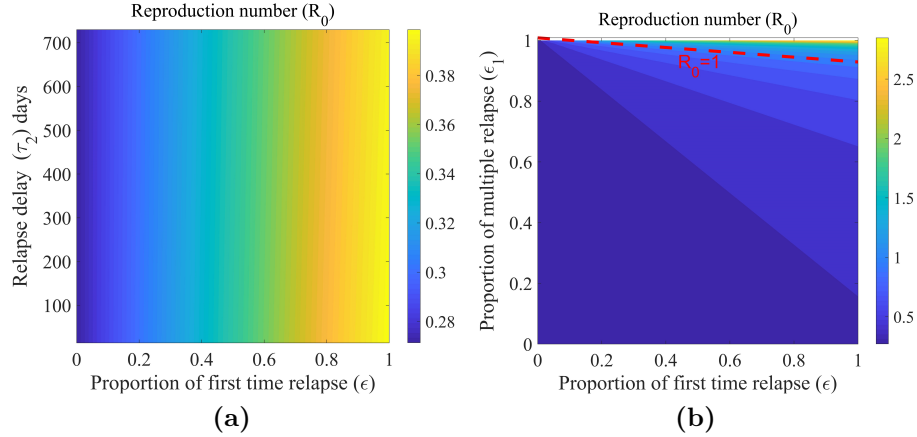 Reproduction number (R₀)
700
600
500
400
300
200
100
Relapse delay (τ₂) days
0 0.2 0.4 0.6 0.8 1
Proportion of first time relapse (ϵ)
0.38
0.36
0.34
0.32
0.3
0.28
(a)
Reproduction number (R₀)
1
0.8
0.6
0.4
0.2
0
Proportion of multiple relapse (ϵ₁)
R₀=1
0 0.2 0.4 0.6 0.8 1
Proportion of first time relapse (ϵ)
2.5
2
1.5
1
0.5
(b)